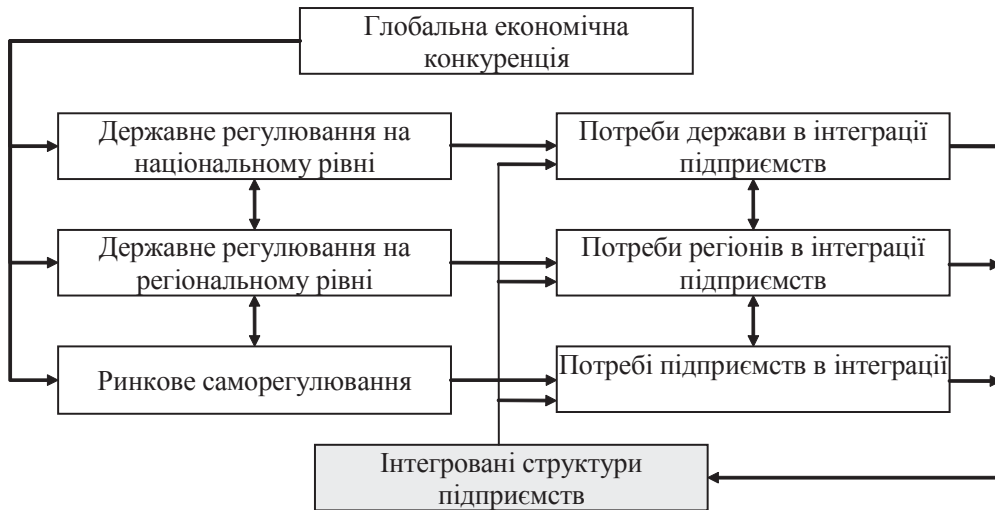 Глобальна економічна
конкуренція
Державне регулювання на
національному рівні
Потреби держави в інтеграції
підприємств
Державне регулювання на
регіональному рівні
Потреби регіонів в інтеграції
підприємств
Ринкове саморегулювання
Потребі підприємств в інтеграції
Інтегровані структури
підприємств